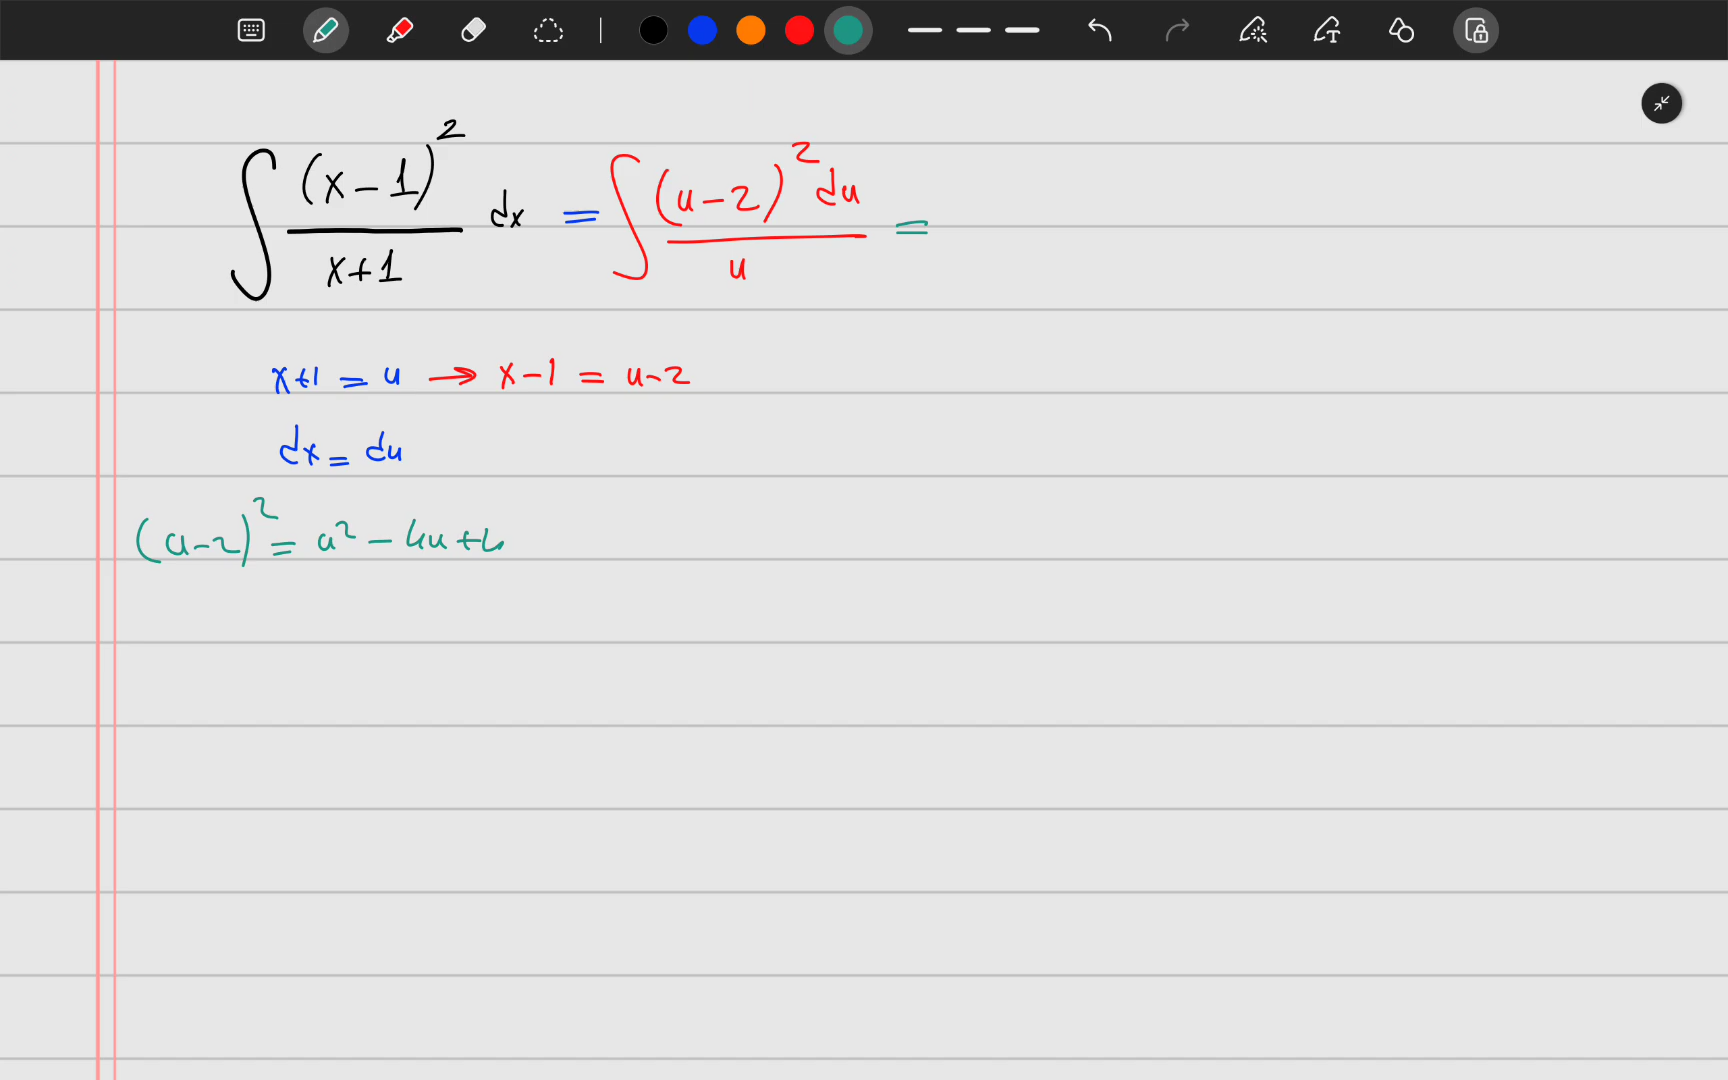 ∫ (x-1)² / x+1 dx = ∫ (u-2)² du / u =
x+1 = u → x-1 = u-2
dx = du
(u-2)² = u² - 4u + 4